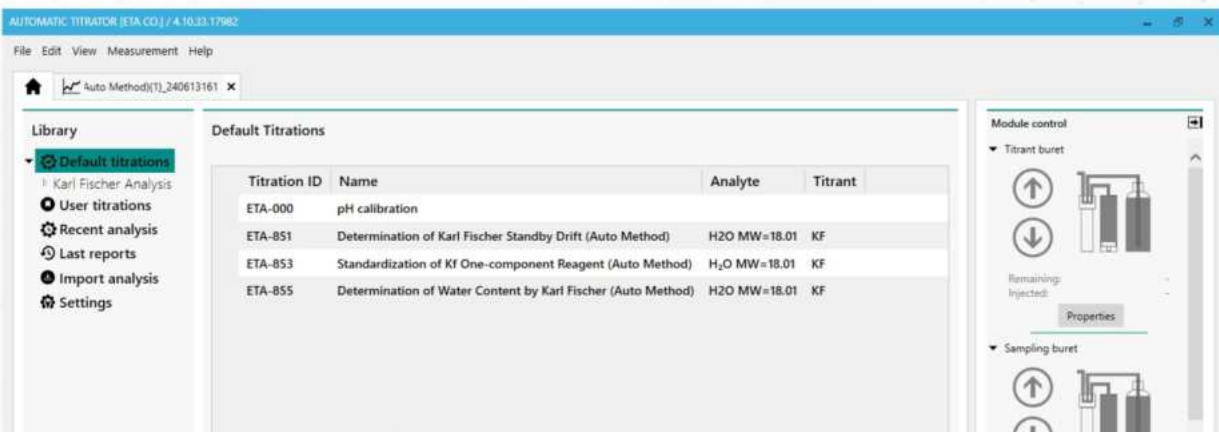 AUTOMATIC TITRATOR [ETA CO.] / 4.10.33.17982
File Edit View Measurement Help
Auto Method)(1)_240613161
Library
Default titrations
Karl Fischer Analysis
User titrations
Recent analysis
Last reports
Import analysis
Settings
Default Titrations
Titration ID Name Analyte Titrant
ETA-000 pH calibration
ETA-851 Determination of Karl Fischer Standby Drift (Auto Method) H2O MW=18.01 KF
ETA-853 Standardization of Kf One-component Reagent (Auto Method) H₂O MW=18.01 KF
ETA-855 Determination of Water Content by Karl Fischer (Auto Method) H2O MW=18.01 KF
Module control
Titrant buret
Remaining: -
Injected: -
Properties
Sampling buret